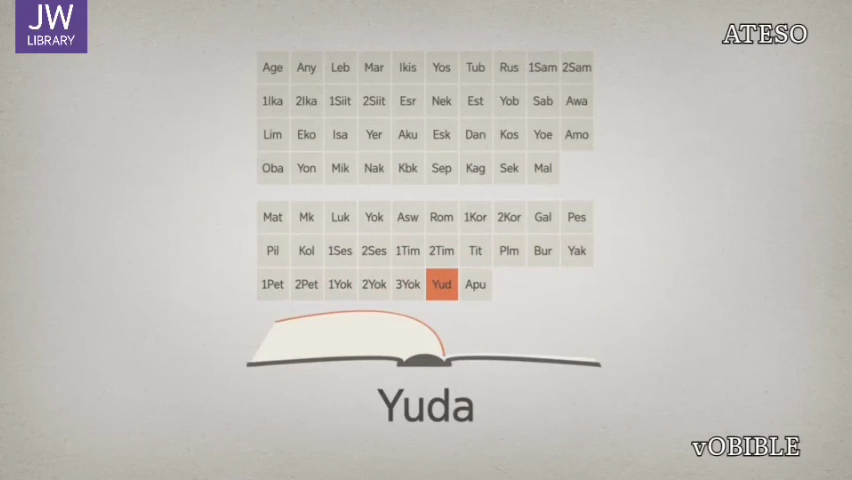 JW
LIBRARY
ATESO
Age Any Leb Mar Ikis Yos Tub Rus 1Sam 2Sam
1Ika 2Ika 1Siit 2Siit Esr Nek Est Yob Sab Awa
Lim Eko Isa Yer Aku Esk Dan Kos Yoe Amo
Oba Yon Mik Nak Kbk Sep Kag Sek Mal
Mat Mk Luk Yok Asw Rom 1Kor 2Kor Gal Pes
Pil Kol 1Ses 2Ses 1Tim 2Tim Tit Plm Bur Yak
1Pet 2Pet 1Yok 2Yok 3Yok Yud Apu
Yuda
vOBIBLE